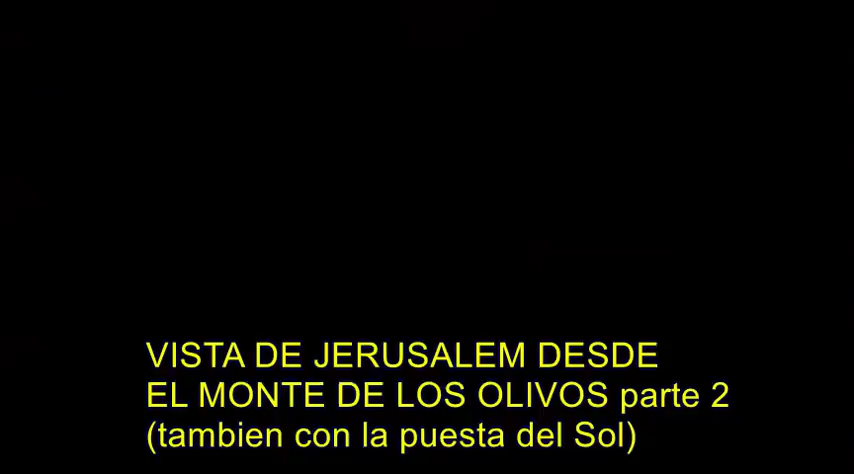 VISTA DE JERUSALEM DESDE
EL MONTE DE LOS OLIVOS parte 2
(tambien con la puesta del Sol)